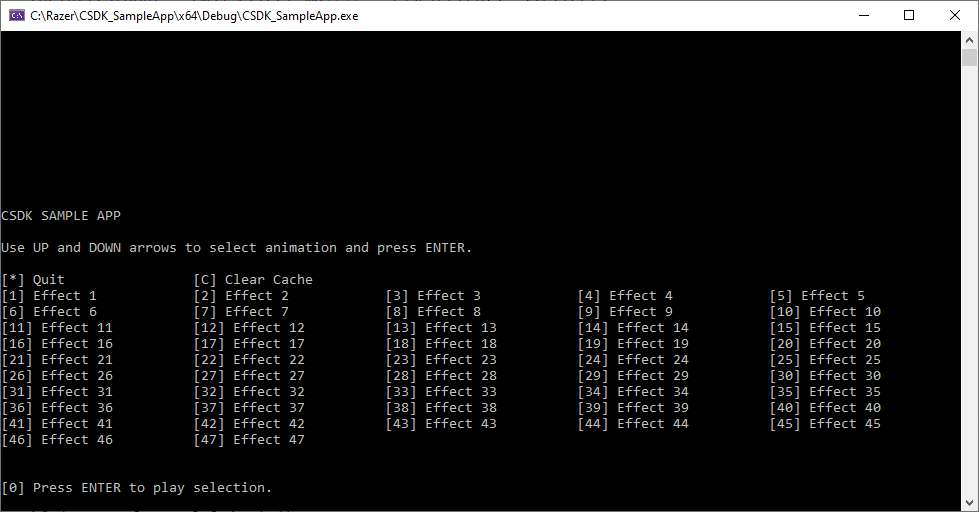 C:\Razer\CSDK_SampleApp\x64\Debug\CSDK_SampleApp.exe
CSDK SAMPLE APP
Use UP and DOWN arrows to select animation and press ENTER.
[*] Quit [C] Clear Cache
[1] Effect 1 [2] Effect 2 [3] Effect 3 [4] Effect 4 [5] Effect 5
[6] Effect 6 [7] Effect 7 [8] Effect 8 [9] Effect 9 [10] Effect 10
[11] Effect 11 [12] Effect 12 [13] Effect 13 [14] Effect 14 [15] Effect 15
[16] Effect 16 [17] Effect 17 [18] Effect 18 [19] Effect 19 [20] Effect 20
[21] Effect 21 [22] Effect 22 [23] Effect 23 [24] Effect 24 [25] Effect 25
[26] Effect 26 [27] Effect 27 [28] Effect 28 [29] Effect 29 [30] Effect 30
[31] Effect 31 [32] Effect 32 [33] Effect 33 [34] Effect 34 [35] Effect 35
[36] Effect 36 [37] Effect 37 [38] Effect 38 [39] Effect 39 [40] Effect 40
[41] Effect 41 [42] Effect 42 [43] Effect 43 [44] Effect 44 [45] Effect 45
[46] Effect 46 [47] Effect 47
[0] Press ENTER to play selection.